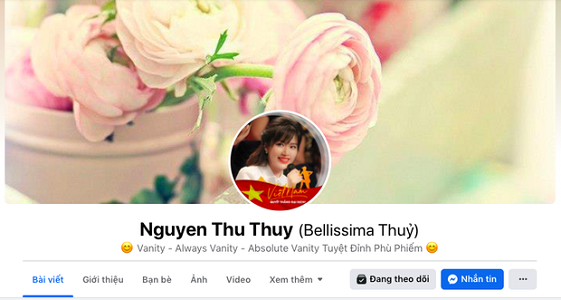 Việt Nam
Nguyen Thu Thuy (Bellissima Thuỷ)
Vanity - Always Vanity - Absolute Vanity Tuyệt Đỉnh Phù Phiếm
Bài viết Giới thiệu Bạn bè Ảnh Video Xem thêm Đang theo dõi Nhắn tin